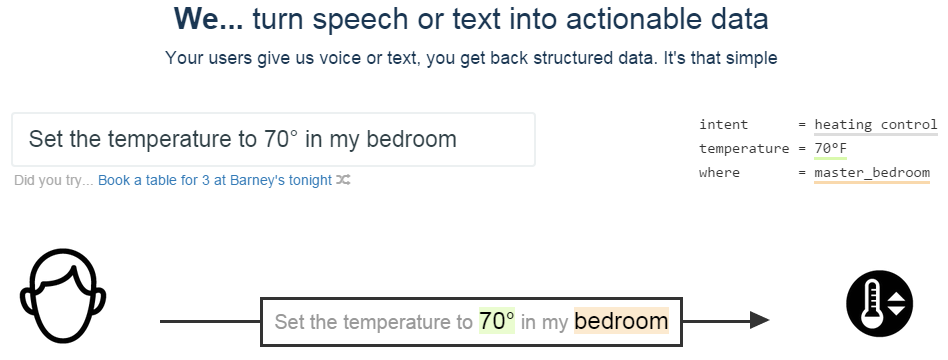 We... turn speech or text into actionable data
Your users give us voice or text, you get back structured data. It's that simple
Set the temperature to 70° in my bedroom
Did you try... Book a table for 3 at Barney's tonight
intent = heating control
temperature = 70°F
where = master_bedroom
Set the temperature to 70° in my bedroom